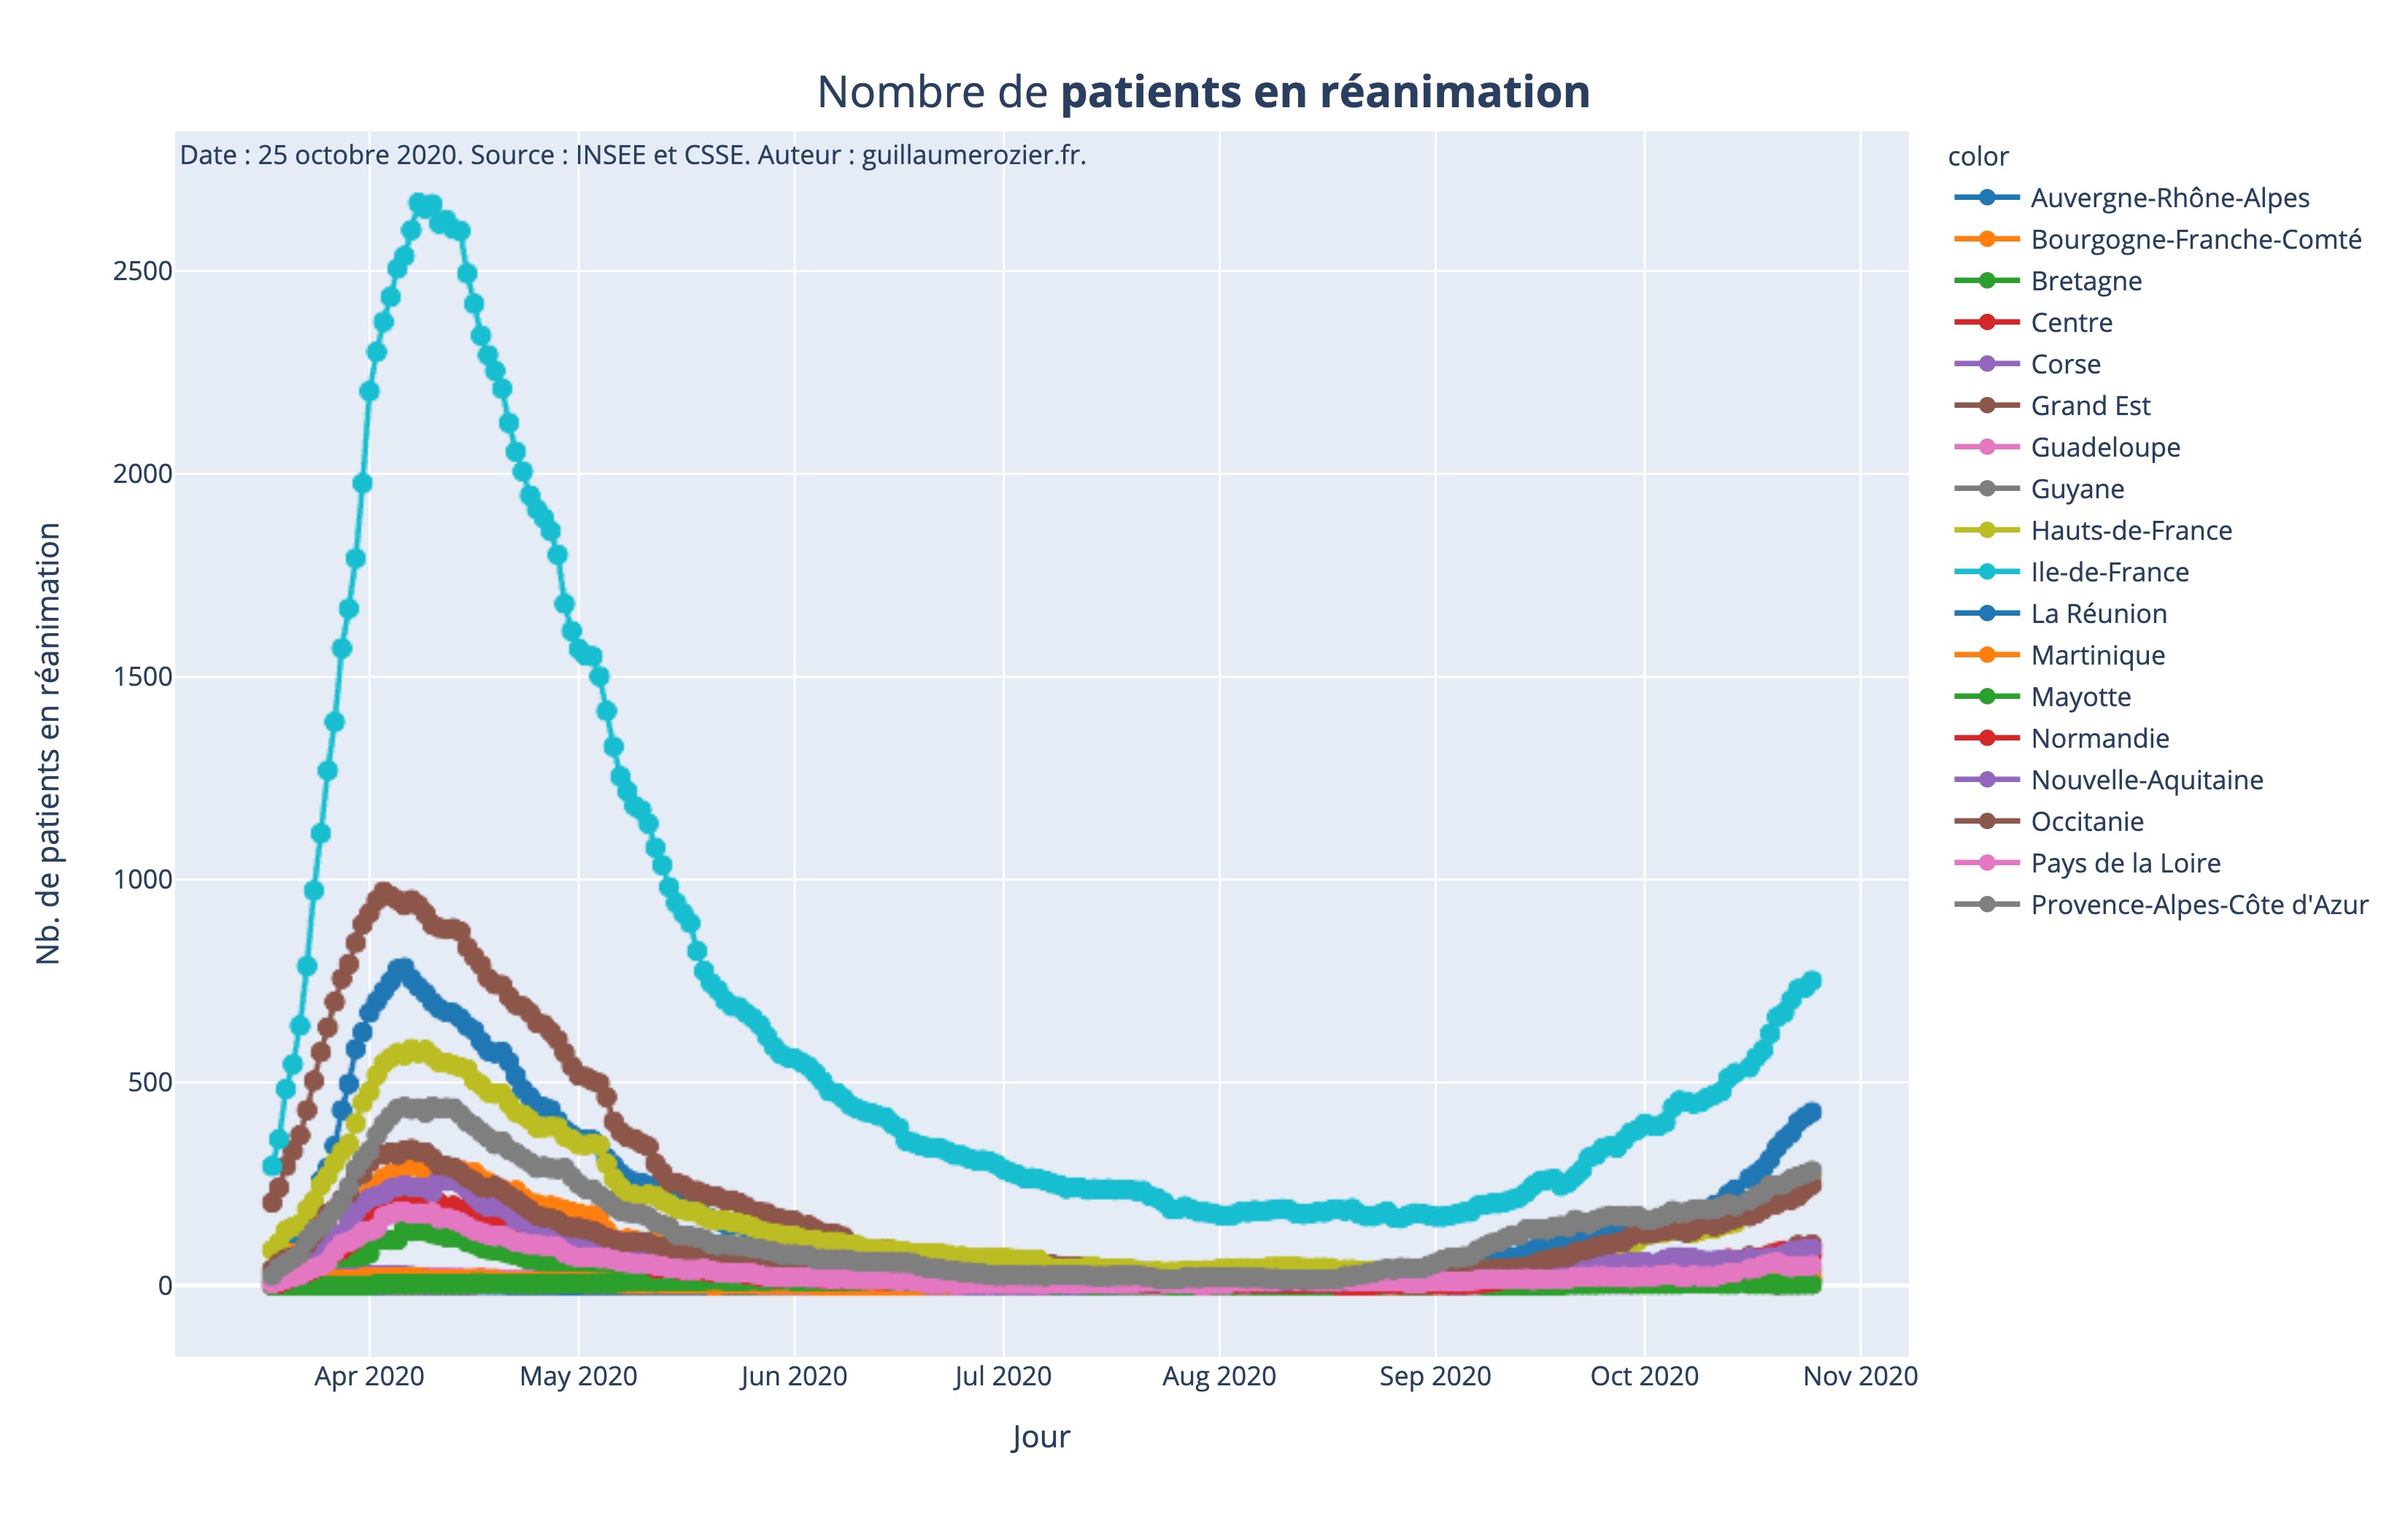 Nombre de patients en réanimation
Date : 25 octobre 2020. Source : INSEE et CSSE. Auteur : guillaumerozier.fr.
color
Auvergne-Rhône-Alpes
Bourgogne-Franche-Comté
Bretagne
Centre
Corse
Grand Est
Guadeloupe
Guyane
Hauts-de-France
Ile-de-France
La Réunion
Martinique
Mayotte
Normandie
Nouvelle-Aquitaine
Occitanie
Pays de la Loire
Provence-Alpes-Côte d'Azur
Nb. de patients en réanimation
2500
2000
1500
1000
500
0
Apr 2020 May 2020 Jun 2020 Jul 2020 Aug 2020 Sep 2020 Oct 2020 Nov 2020
Jour